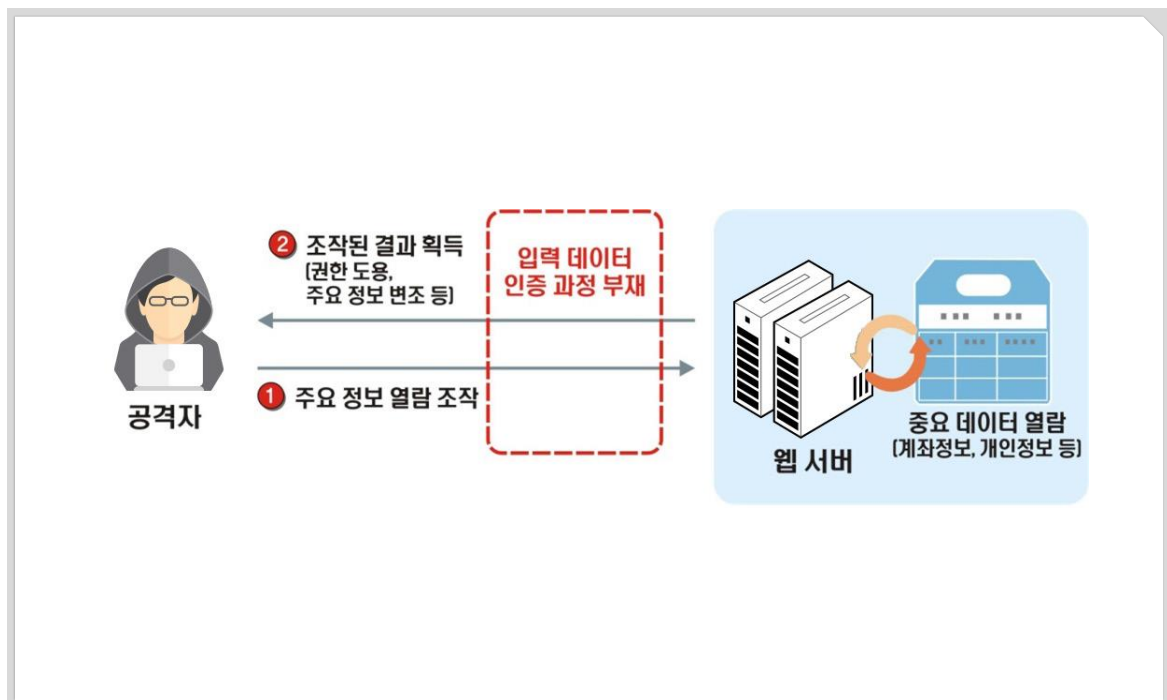 2 조작된 결과 획득
(권한 도용,
주요 정보 변조 등)
입력 데이터
인증 과정 부재
1 주요 정보 열람 조작
공격자
웹 서버
중요 데이터 열람
(계좌정보, 개인정보 등)